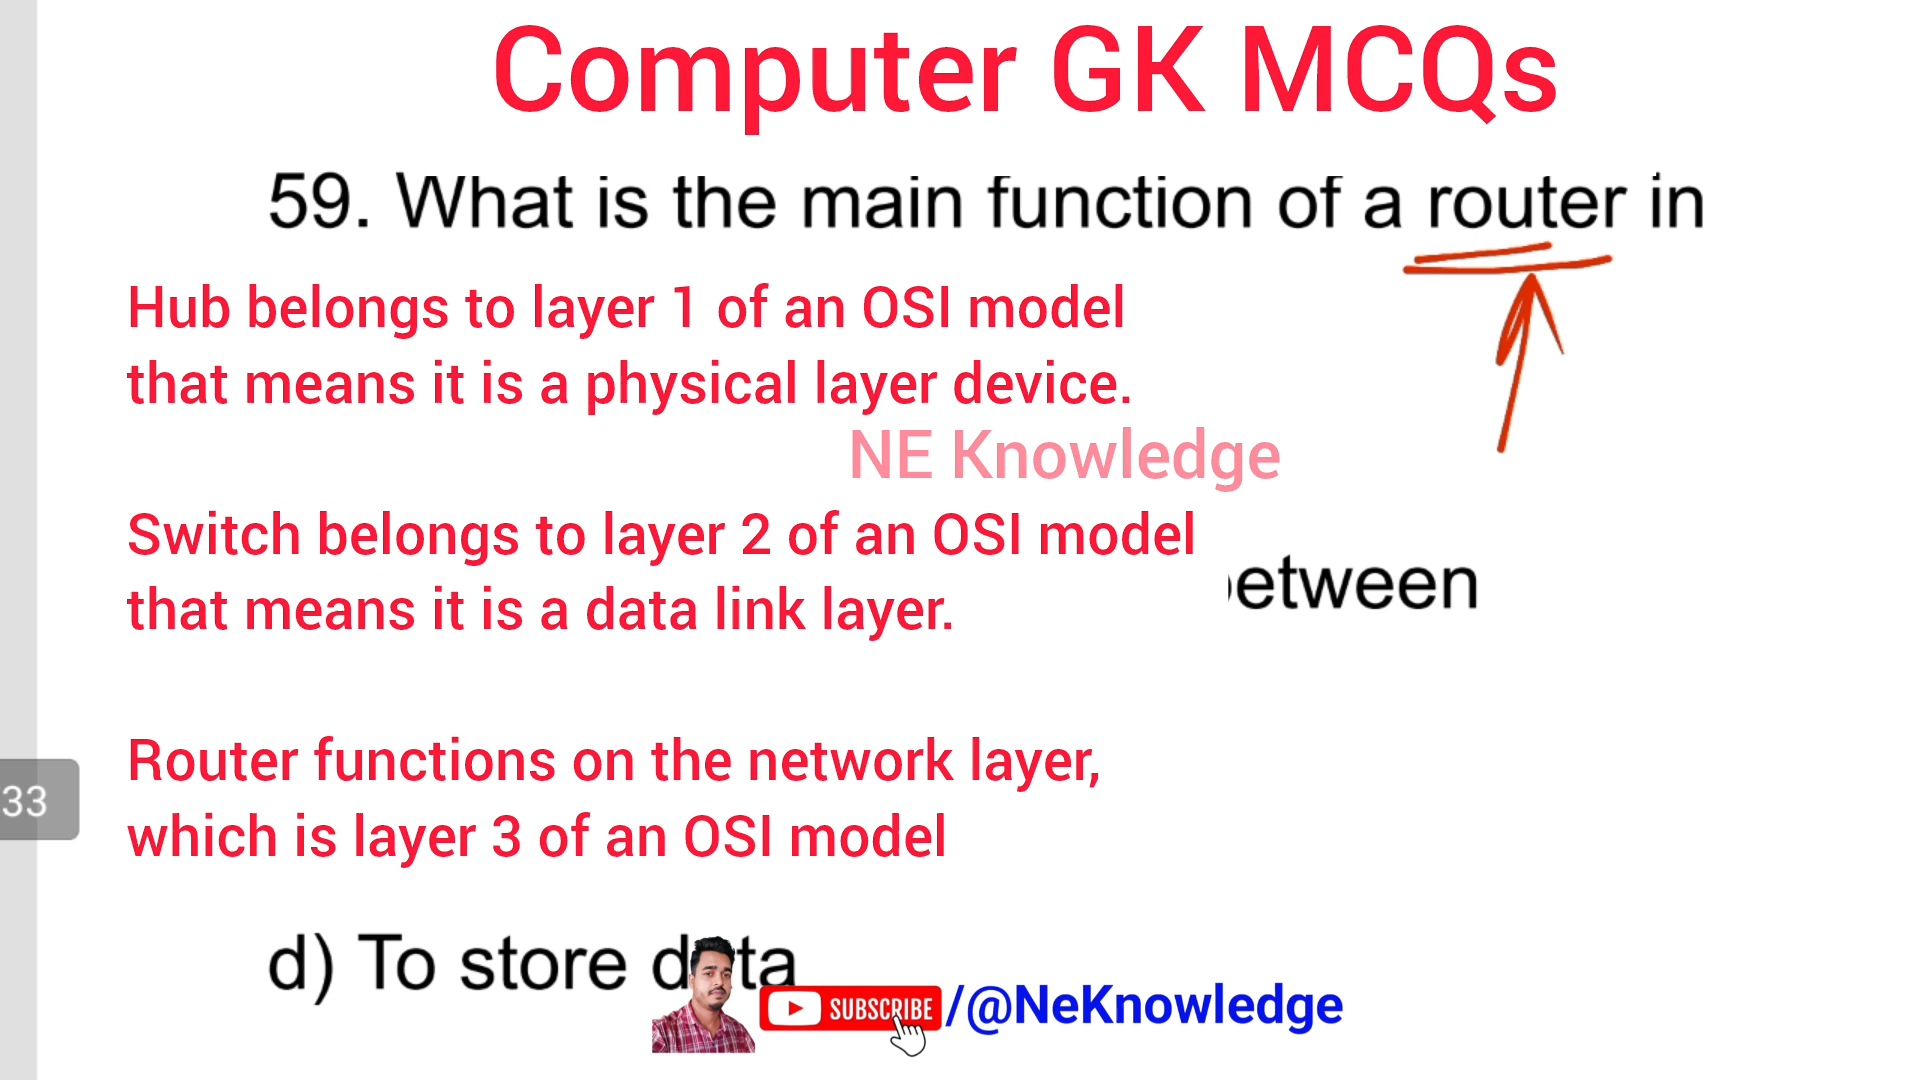 Computer GK MCQs
59. What is the main function of a router in
Hub belongs to layer 1 of an OSI model
that means it is a physical layer device.
NE Knowledge
Switch belongs to layer 2 of an OSI model
etween
that means it is a data link layer.
Router functions on the network layer,
33
which is layer 3 of an OSI model
d) To store data
SUBSCRIBE /@NeKnowledge